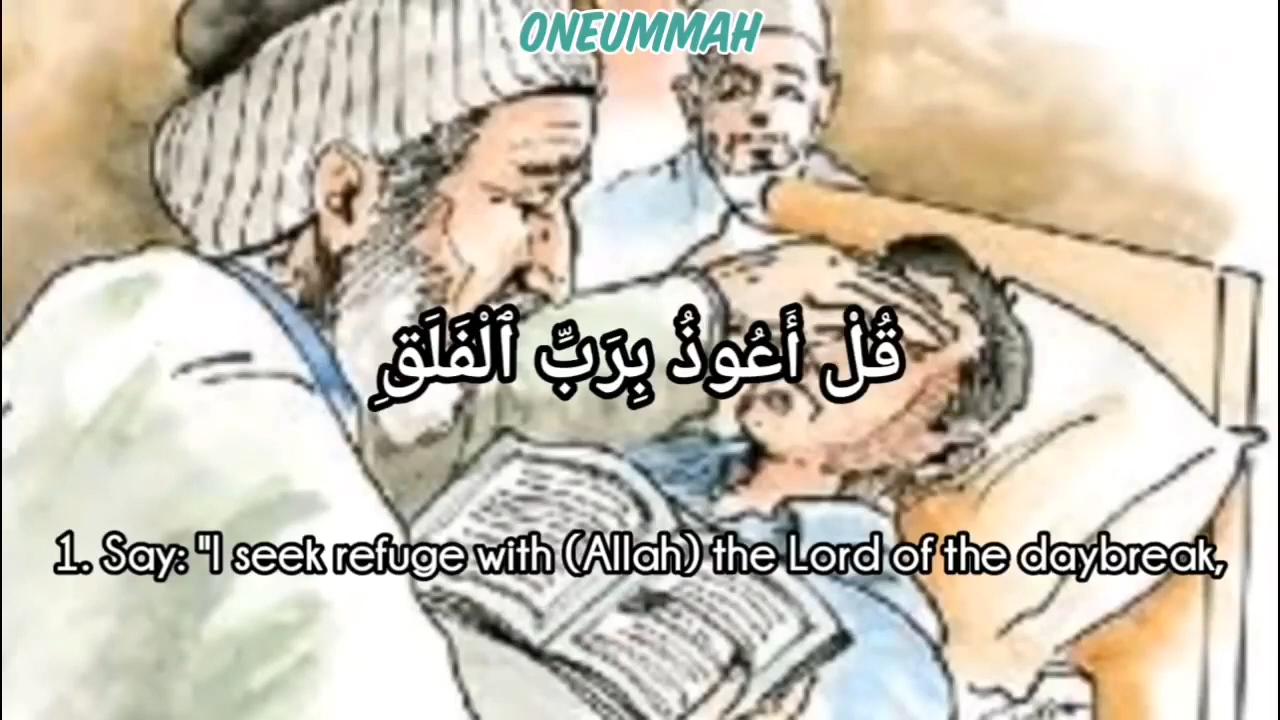 ONEUMMAH
قُلْ أَعُوذُ بِرَبِّ ٱلْفَلَقِ
1. Say: "I seek refuge with (Allah) the Lord of the daybreak,